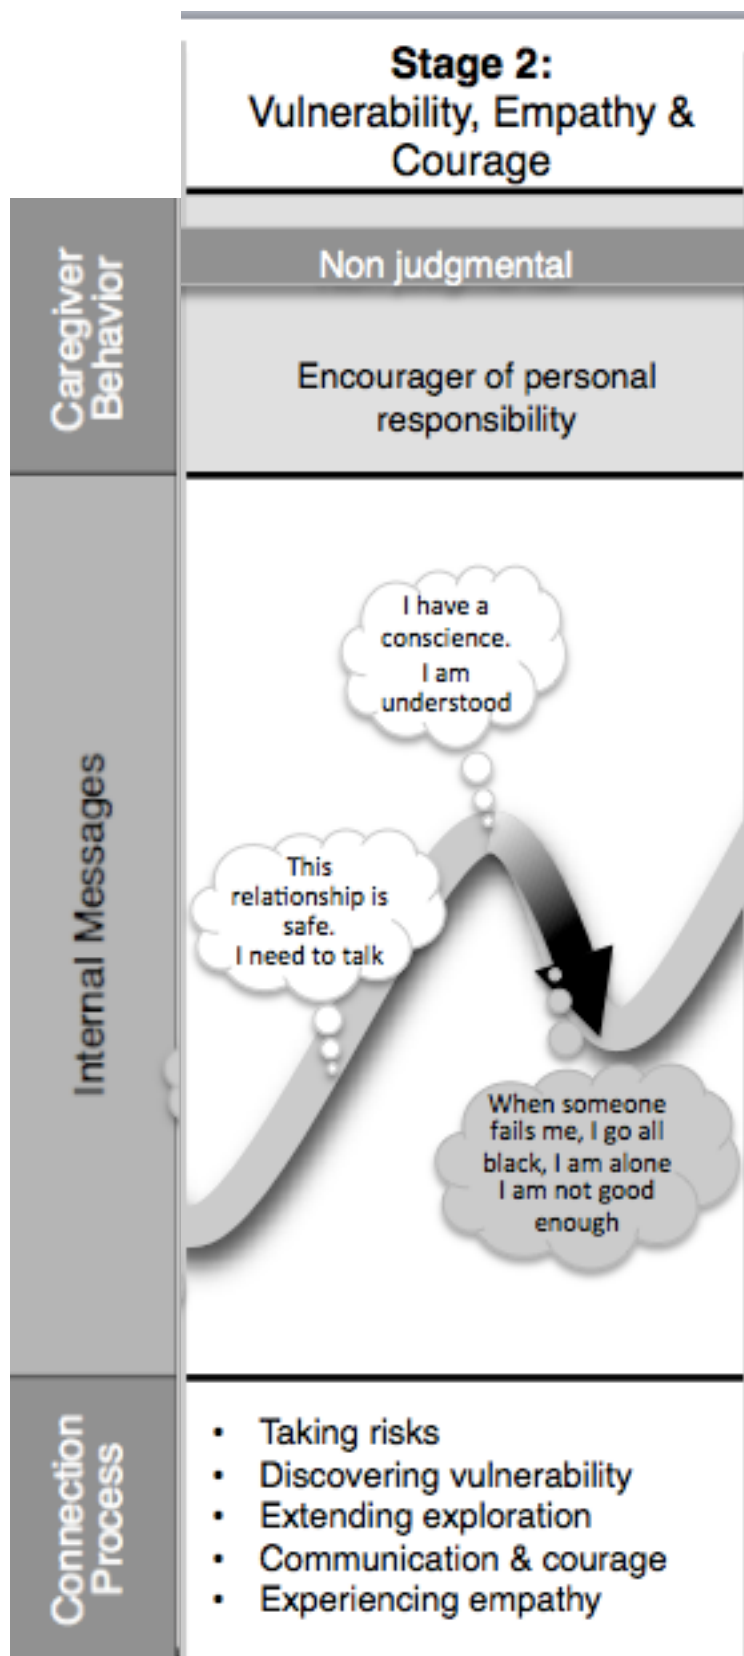 Stage 2:
Vulnerability, Empathy &
Courage
Caregiver
Behavior
Non judgmental
Encourager of personal
responsibility
Internal Messages
I have a
conscience.
I am
understood
This
relationship is
safe.
I need to talk
When someone
fails me, I go all
black, I am alone
I am not good
enough
Connection
Process
• Taking risks
• Discovering vulnerability
• Extending exploration
• Communication & courage
• Experiencing empathy